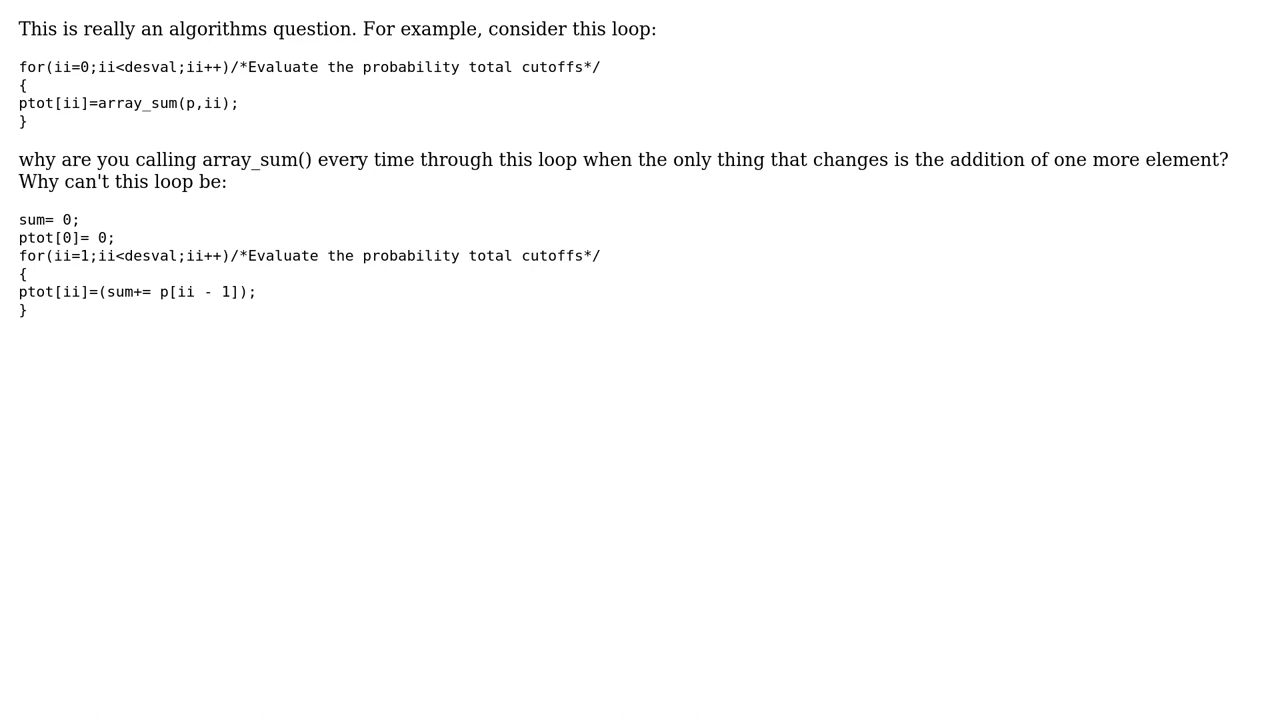 This is really an algorithms question. For example, consider this loop:
for(ii=0;ii<desval;ii++)/*Evaluate the probability total cutoffs*/
{
ptot[ii]=array_sum(p,ii);
}
why are you calling array_sum() every time through this loop when the only thing that changes is the addition of one more element?
Why can't this loop be:
sum= 0;
ptot[0]= 0;
for(ii=1;ii<desval;ii++)/*Evaluate the probability total cutoffs*/
{
ptot[ii]=(sum+= p[ii - 1]);
}